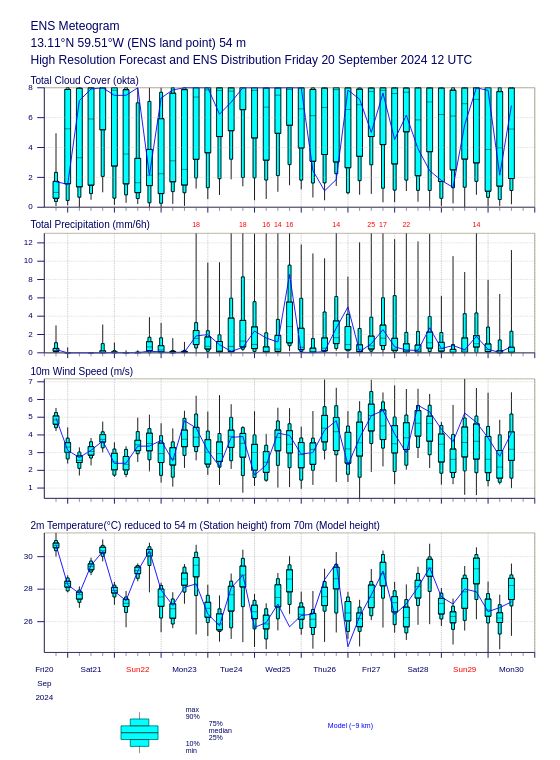 ENS Meteogram
13.11°N 59.51°W (ENS land point) 54 m
High Resolution Forecast and ENS Distribution Friday 20 September 2024 12 UTC
Total Cloud Cover (okta)
8
6
4
2
0
Total Precipitation (mm/6h)
18 18 16 14 16 14 25 17 22 14
12
10
8
6
4
2
0
10m Wind Speed (m/s)
7
6
5
4
3
2
1
2m Temperature(°C) reduced to 54 m (Station height) from 70m (Model height)
30
28
26
Fri20 Sat21 Sun22 Mon23 Tue24 Wed25 Thu26 Fri27 Sat28 Sun29 Mon30
Sep
2024
max
90%
75%
median
25%
10%
min
Model (~9 km)